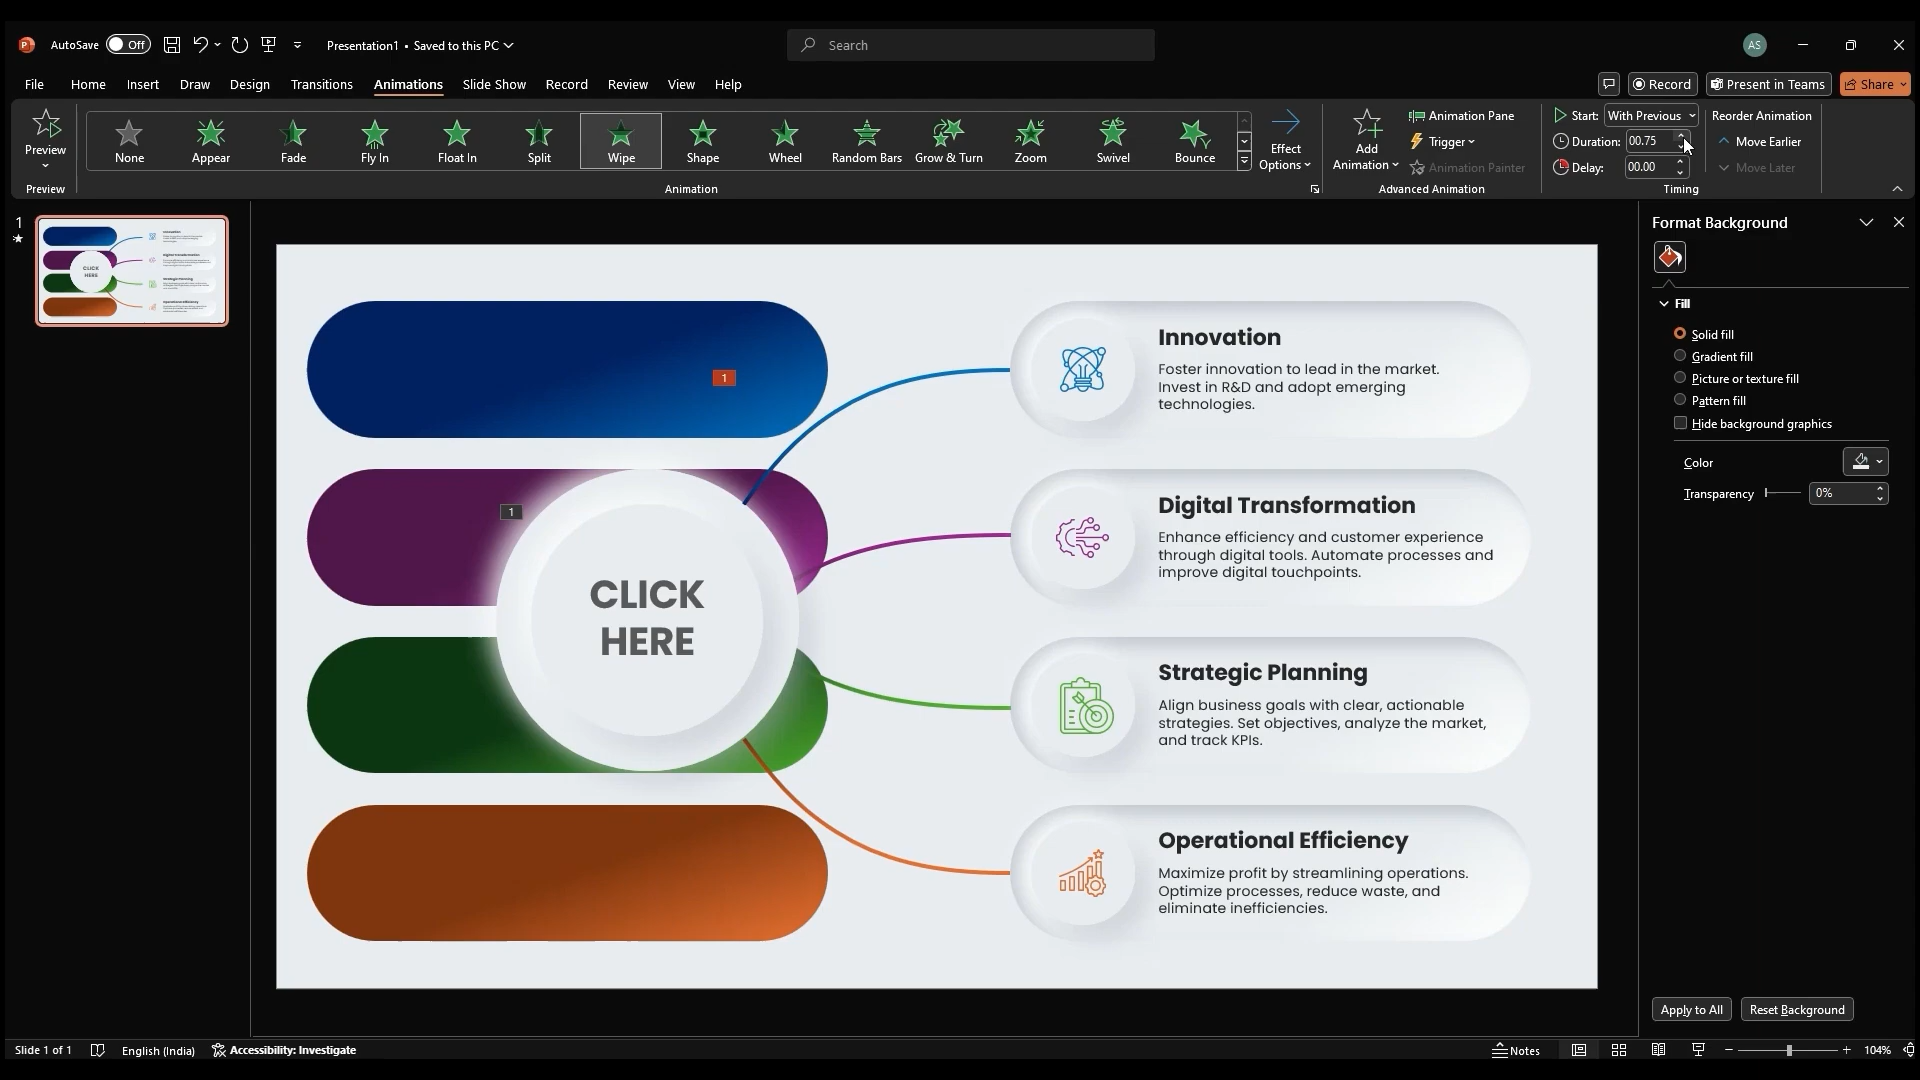 AutoSave Off Presentation1 • Saved to this PC Search AS
File Home Insert Draw Design Transitions Animations Slide Show Record Review View Help Record Present in Teams Share
Preview
Preview
None Appear Fade Fly In Float In Split Wipe Shape Wheel Random Bars Grow & Turn Zoom Swivel Bounce
Animation
Effect
Options
Add
Animation
Animation Pane
Trigger
Animation Painter
Advanced Animation
Start: With Previous
Duration: 00.75
Delay: 00.00
Reorder Animation
Move Earlier
Move Later
Timing
1
CLICK
HERE
1
1
CLICK
HERE
Innovation
Foster innovation to lead in the market.
Invest in R&D and adopt emerging
technologies.
Digital Transformation
Enhance efficiency and customer experience
through digital tools. Automate processes and
improve digital touchpoints.
Strategic Planning
Align business goals with clear, actionable
strategies. Set objectives, analyze the market,
and track KPIs.
Operational Efficiency
Maximize profit by streamlining operations.
Optimize processes, reduce waste, and
eliminate inefficiencies.
Format Background
Fill
Solid fill
Gradient fill
Picture or texture fill
Pattern fill
Hide background graphics
Color
Transparency 0%
Apply to All Reset Background
Slide 1 of 1 English (India) Accessibility: Investigate Notes 104%